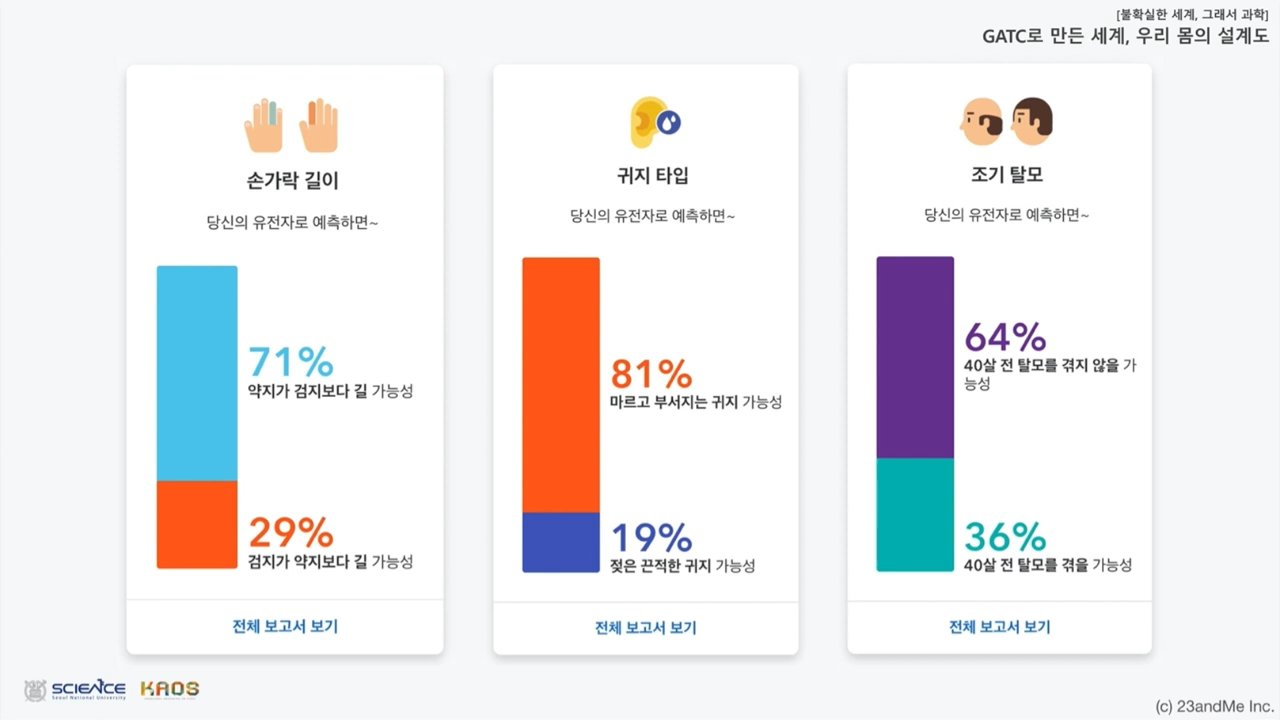 [불확실한 세계, 그래서 과학]
GATC로 만든 세계, 우리 몸의 설계도
손가락 길이
당신의 유전자로 예측하면~
71%
약지가 검지보다 길 가능성
29%
검지가 약지보다 길 가능성
전체 보고서 보기
귀지 타입
당신의 유전자로 예측하면~
81%
마르고 부서지는 귀지 가능성
19%
젖은 끈적한 귀지 가능성
전체 보고서 보기
조기 탈모
당신의 유전자로 예측하면~
64%
40살 전 탈모를 겪지 않을 가
능성
36%
40살 전 탈모를 겪을 가능성
전체 보고서 보기
SCIENCE
Seoul National University
KAOS
(c) 23andMe Inc.